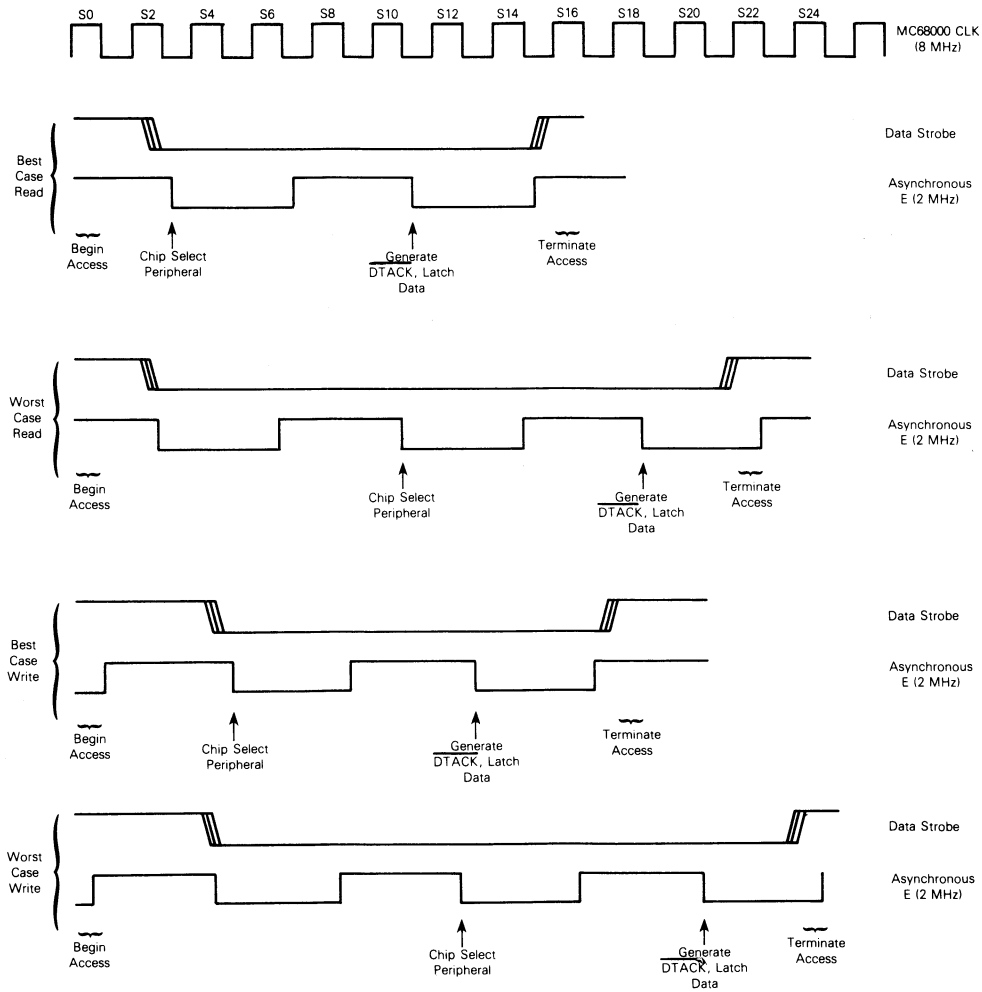 S0 S2 S4 S6 S8 S10 S12 S14 S16 S18 S20 S22 S24
MC68000 CLK
(8 MHz)
Best
Case
Read
Data Strobe
Asynchronous
E (2 MHz)
Begin
Access
Chip Select
Peripheral
Generate
DTACK, Latch
Data
Terminate
Access
Worst
Case
Read
Data Strobe
Asynchronous
E (2 MHz)
Begin
Access
Chip Select
Peripheral
Generate
DTACK, Latch
Data
Terminate
Access
Best
Case
Write
Data Strobe
Asynchronous
E (2 MHz)
Begin
Access
Chip Select
Peripheral
Generate
DTACK, Latch
Data
Terminate
Access
Worst
Case
Write
Data Strobe
Asynchronous
E (2 MHz)
Begin
Access
Chip Select
Peripheral
Generate
DTACK, Latch
Data
Terminate
Access